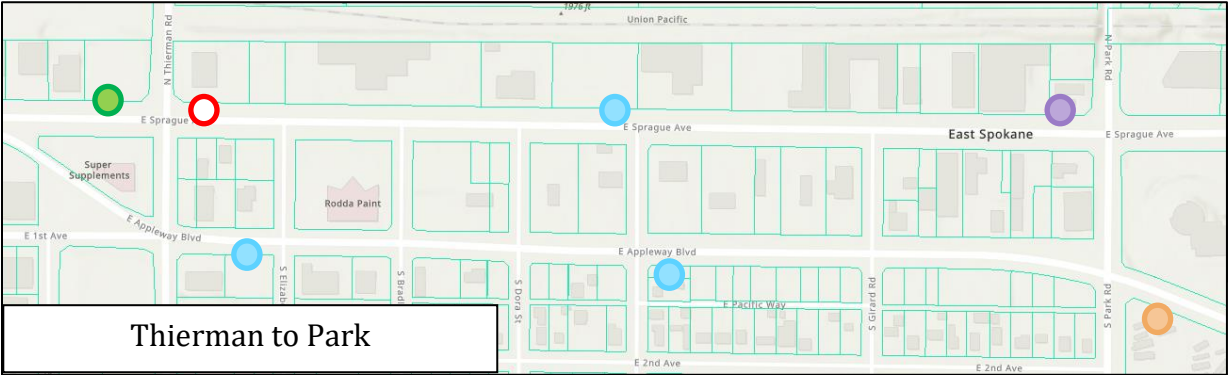 1976 ft
Union Pacific
N Thierman Rd
N Park Rd
E Sprague
E Sprague Ave
East Spokane
E Sprague Ave
Super
Supplements
Rodda Paint
E Appleway Blvd
E 1st Ave
E Appleway Blvd
S Elizab
S Brad
S Dora St
S Girard Rd
S Park Rd
E Pacific Way
Thierman to Park
E 2nd Ave
E 2nd Ave